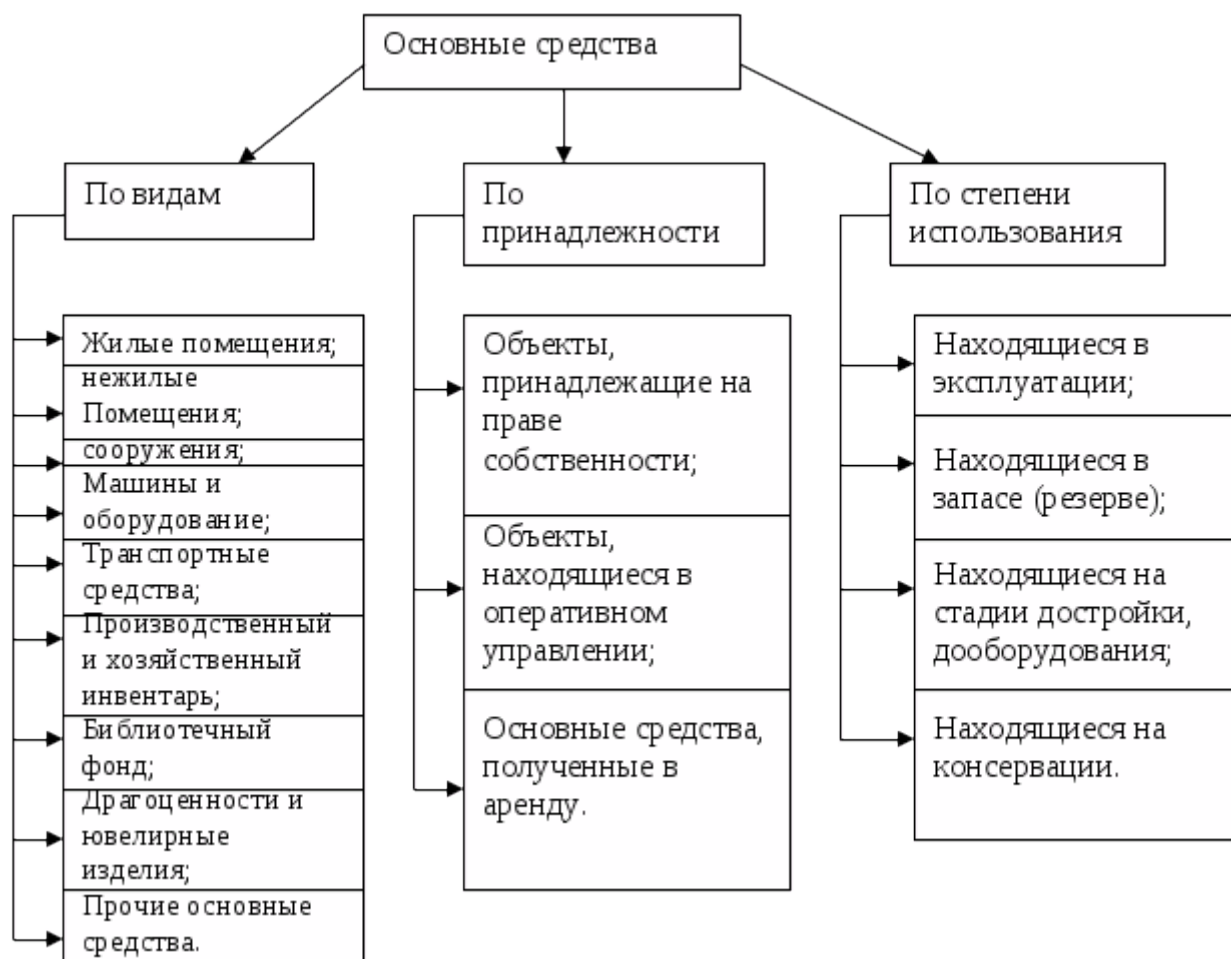 Основные средства
По видам
Жилые помещения;
нежилые
Помещения;
сооружения;
Машины и
оборудование;
Транспортные
средства;
Производственный
и хозяйственный
инвентарь;
Библиотечный
фонд;
Драгоценности и
ювелирные
изделия;
Прочие основные
средства.
По
принадлежности
Объекты,
принадлежащие на
праве
собственности;
Объекты,
находящиеся в
оперативном
управлении;
Основные средства,
полученные в
аренду.
По степени
использования
Находящиеся в
эксплуатации;
Находящиеся в
запасе (резерве);
Находящиеся на
стадии достройки,
дооборудования;
Находящиеся на
консервации.